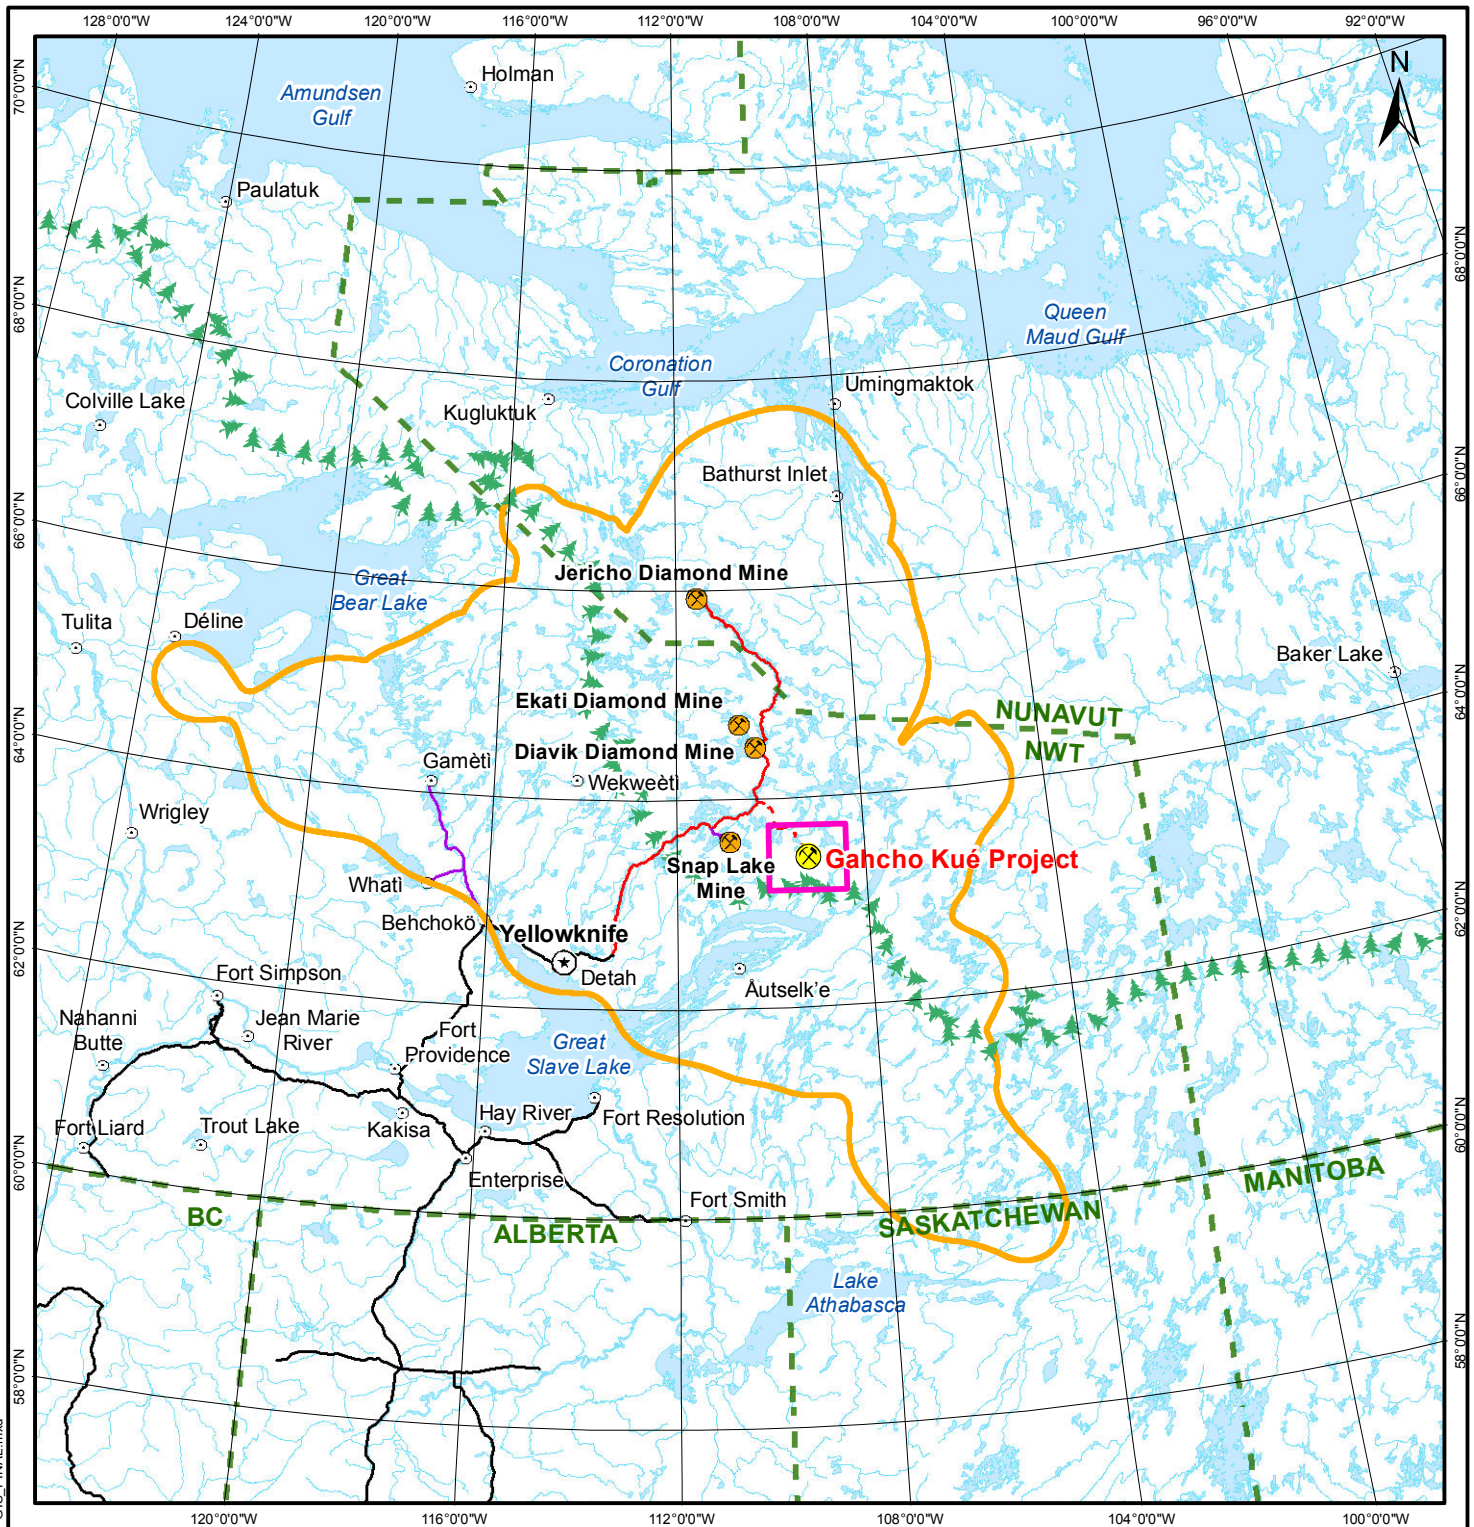 128°0'0"W
124°0'0"W
120°0'0"W
116°0'0"W
112°0'0"W
108°0'0"W
104°0'0"W
100°0'0"W
96°0'0"W
92°0'0"W
N
Holman
Amundsen
Gulf
70°0'0"N
Paulatuk
68°0'0"N
68°0'0"N
Queen
Maud Gulf
Coronation
Gulf
Umingmaktok
Colville Lake
Kugluktuk
Bathurst Inlet
66°0'0"N
66°0'0"N
Jericho Diamond Mine
Great
Bear Lake
Tulita
Déline
Baker Lake
64°0'0"N
64°0'0"N
Ekati Diamond Mine
NUNAVUT
NWT
Diavik Diamond Mine
Gamètì
Wekweètì
Wrigley
Gahcho Kué Project
Snap Lake
Mine
Whatì
Behchokö
Yellowknife
Detah
62°0'0"N
62°0'0"N
Fort Simpson
Åutselk'e
Nahanni
Butte
Jean Marie
River
Fort
Providence
Great
Slave Lake
Hay River
Fort Resolution
Fort Liard
Trout Lake
Kakisa
60°0'0"N
60°0'0"N
Enterprise
Fort Smith
MANITOBA
BC
ALBERTA
SASKATCHEWAN
Lake
Athabasca
58°0'0"N
58°0'0"N
120°0'0"W
116°0'0"W
112°0'0"W
108°0'0"W
104°0'0"W
100°0'0"W